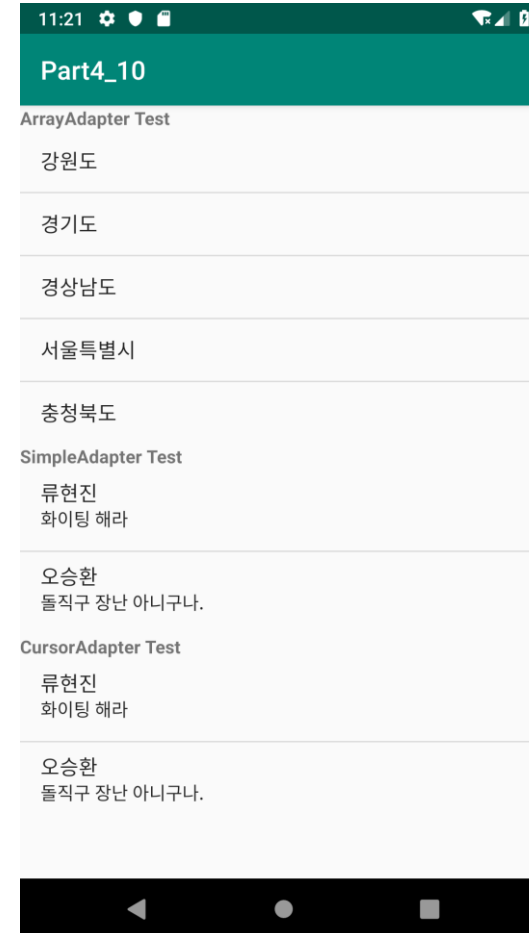 11:21
Part4_10
ArrayAdapter Test
강원도
경기도
경상남도
서울특별시
충청북도
SimpleAdapter Test
류현진
화이팅 해라
오승환
돌직구 장난 아니구나.
CursorAdapter Test
류현진
화이팅 해라
오승환
돌직구 장난 아니구나.